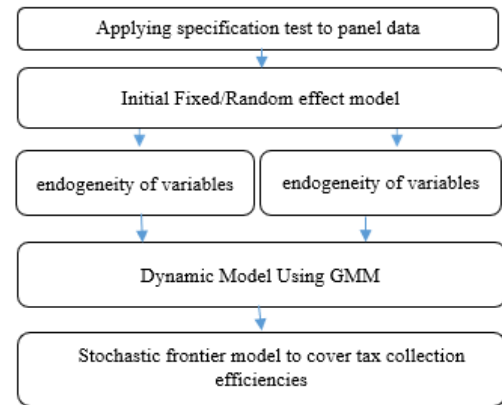 Applying specification test to panel data
Initial Fixed/Random effect model
endogeneity of variables
endogeneity of variables
Dynamic Model Using GMM
Stochastic frontier model to cover tax collection
efficiencies